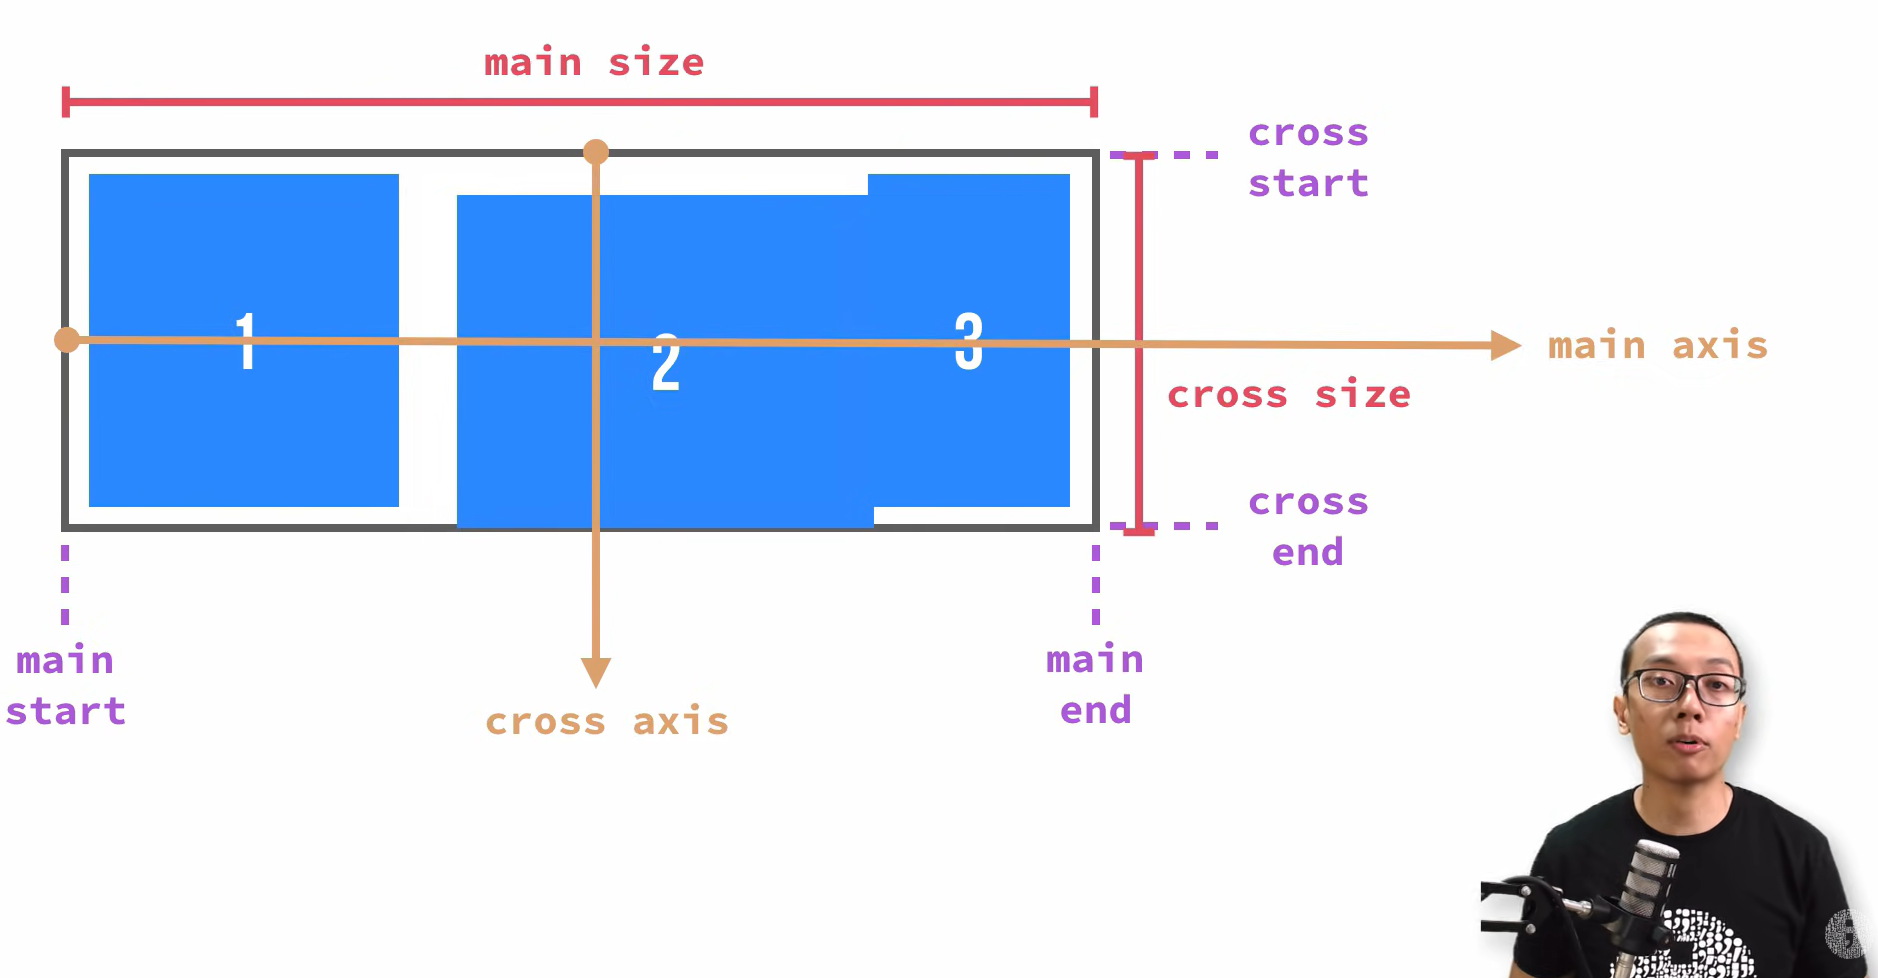 main size
cross
start
1
2
3
main axis
cross size
cross
end
main
start
main
end
cross axis